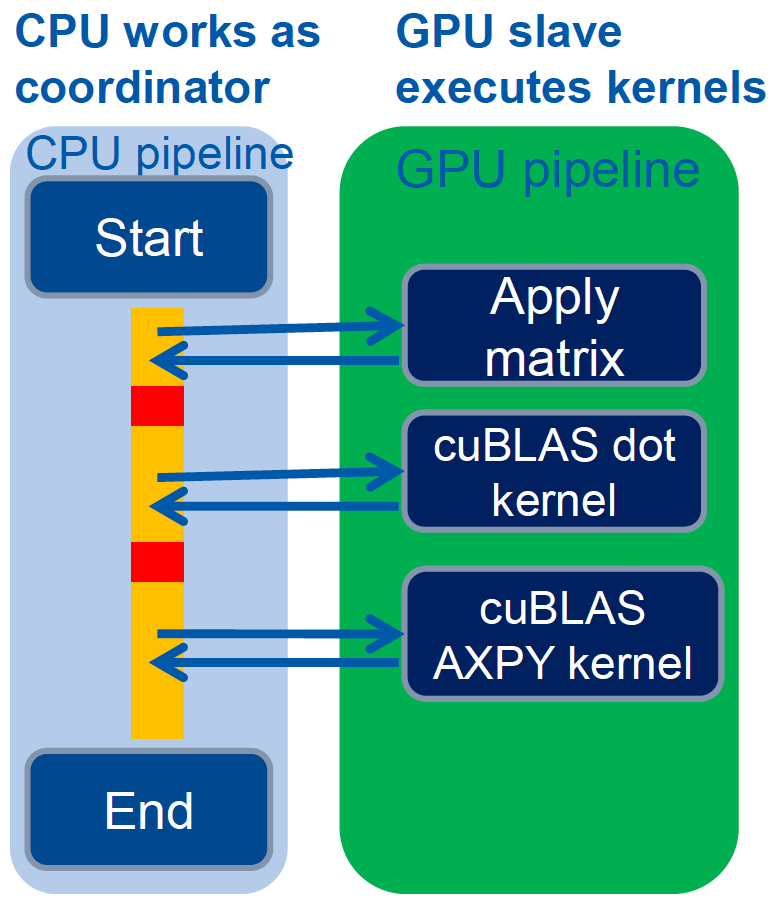 CPU works as
coordinator
GPU slave
executes kernels
CPU pipeline
Start
End
GPU pipeline
Apply
matrix
cuBLAS dot
kernel
cuBLAS
AXPY kernel